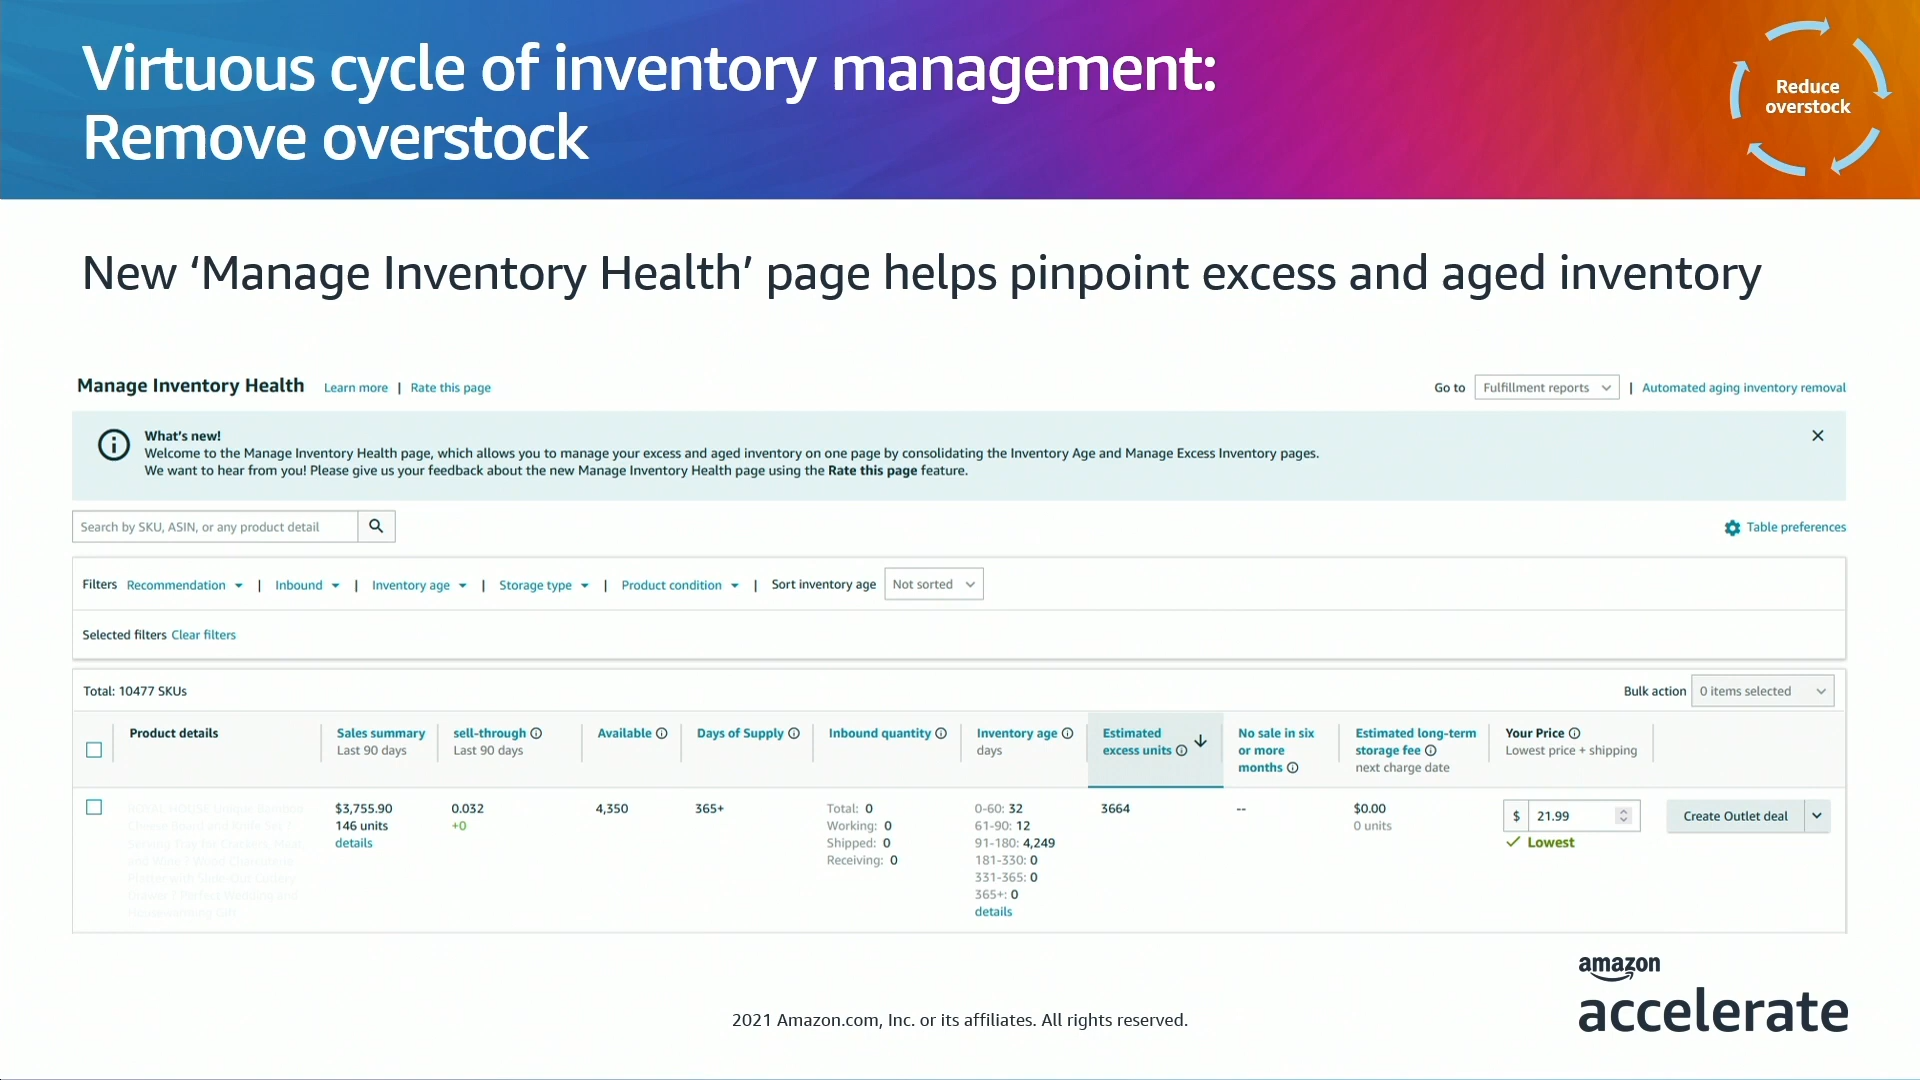 Virtuous cycle of inventory management:
Remove overstock
Reduce
overstock
New ‘Manage Inventory Health’ page helps pinpoint excess and aged inventory
Manage Inventory Health Learn more | Rate this page
Go to Fulfillment reports | Automated aging inventory removal
What's new!
Welcome to the Manage Inventory Health page, which allows you to manage your excess and aged inventory on one page by consolidating the Inventory Age and Manage Excess Inventory pages.
We want to hear from you! Please give us your feedback about the new Manage Inventory Health page using the Rate this page feature.
Search by SKU, ASIN, or any product detail
Table preferences
Filters Recommendation | Inbound | Inventory age | Storage type | Product condition | Sort inventory age Not sorted
Selected filters Clear filters
Total: 10477 SKUs
Bulk action 0 items selected
Product details
Sales summary
Last 90 days
sell-through
Last 90 days
Available
Days of Supply
Inbound quantity
Inventory age
days
Estimated
excess units
No sale in six
or more
months
Estimated long-term
storage fee
next charge date
Your Price
Lowest price + shipping
$3,755.90
146 units
details
0.032
+0
4,350
365+
Total: 0
Working: 0
Shipped: 0
Receiving: 0
0-60: 32
61-90: 12
91-180: 4,249
181-330: 0
331-365: 0
365+: 0
details
3664
--
$0.00
0 units
$ 21.99
Lowest
Create Outlet deal
amazon
accelerate
2021 Amazon.com, Inc. or its affiliates. All rights reserved.